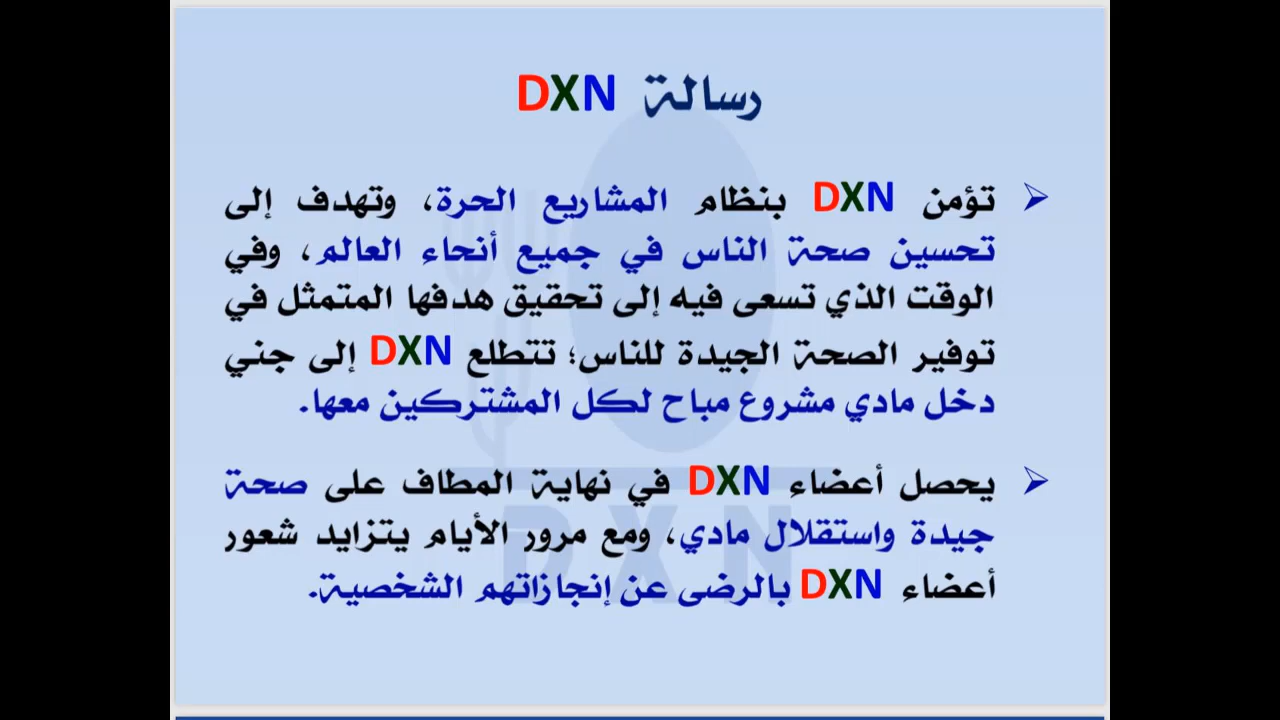 رسالة DXN
تؤمن DXN بنظام المشاريع الحرة، وتهدف إلى
تحسين صحة الناس في جميع أنحاء العالم، وفي
الوقت الذي تسعى فيه إلى تحقيق هدفها المتمثل في
توفير الصحة الجيدة للناس؛ تتطلع DXN إلى جني
دخل مادي مشروع مباح لكل المشتركين معها.
يحصل أعضاء DXN في نهاية المطاف على صحة
جيدة واستقلال مادي، ومع مرور الأيام يتزايد شعور
أعضاء DXN بالرضى عن إنجازاتهم الشخصية.
DXN